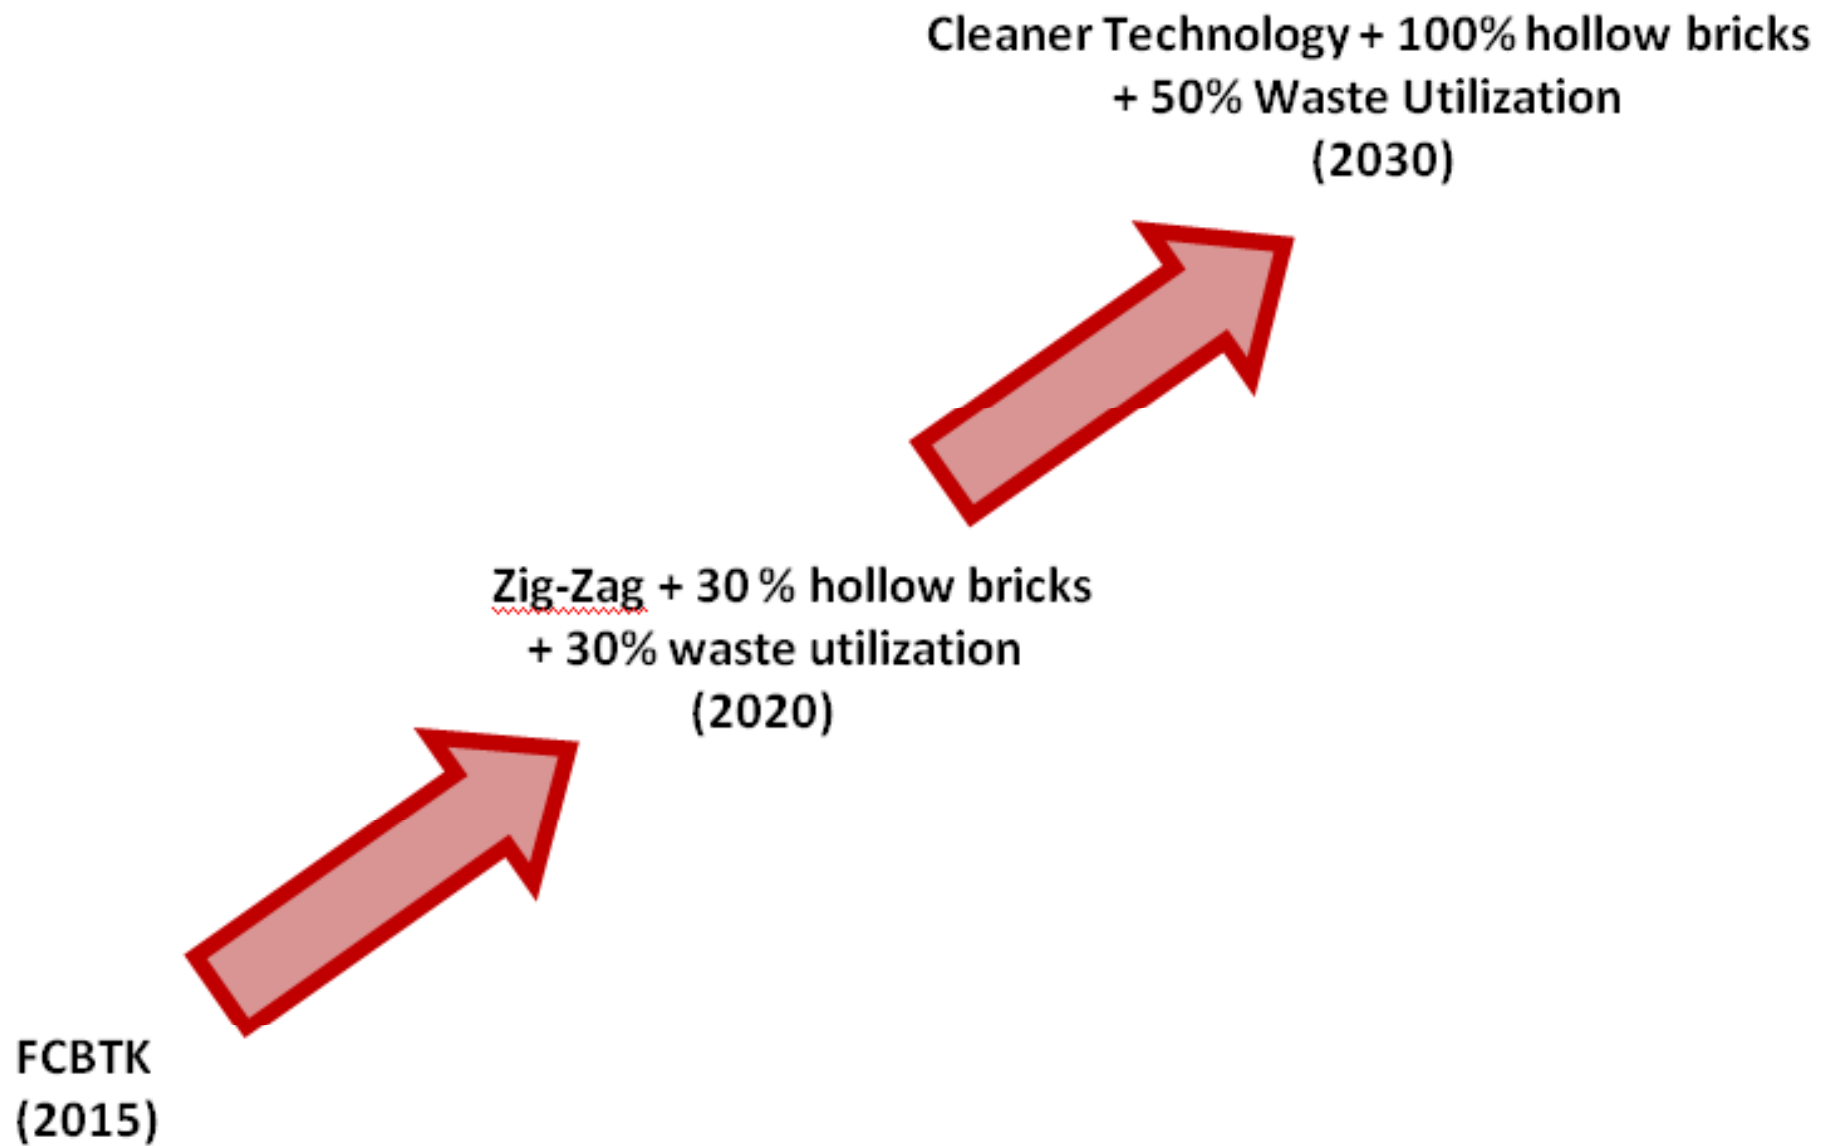 Cleaner Technology + 100% hollow bricks
+ 50% Waste Utilization
(2030)
Zig-Zag + 30 % hollow bricks
+ 30% waste utilization
(2020)
FCBTK
(2015)